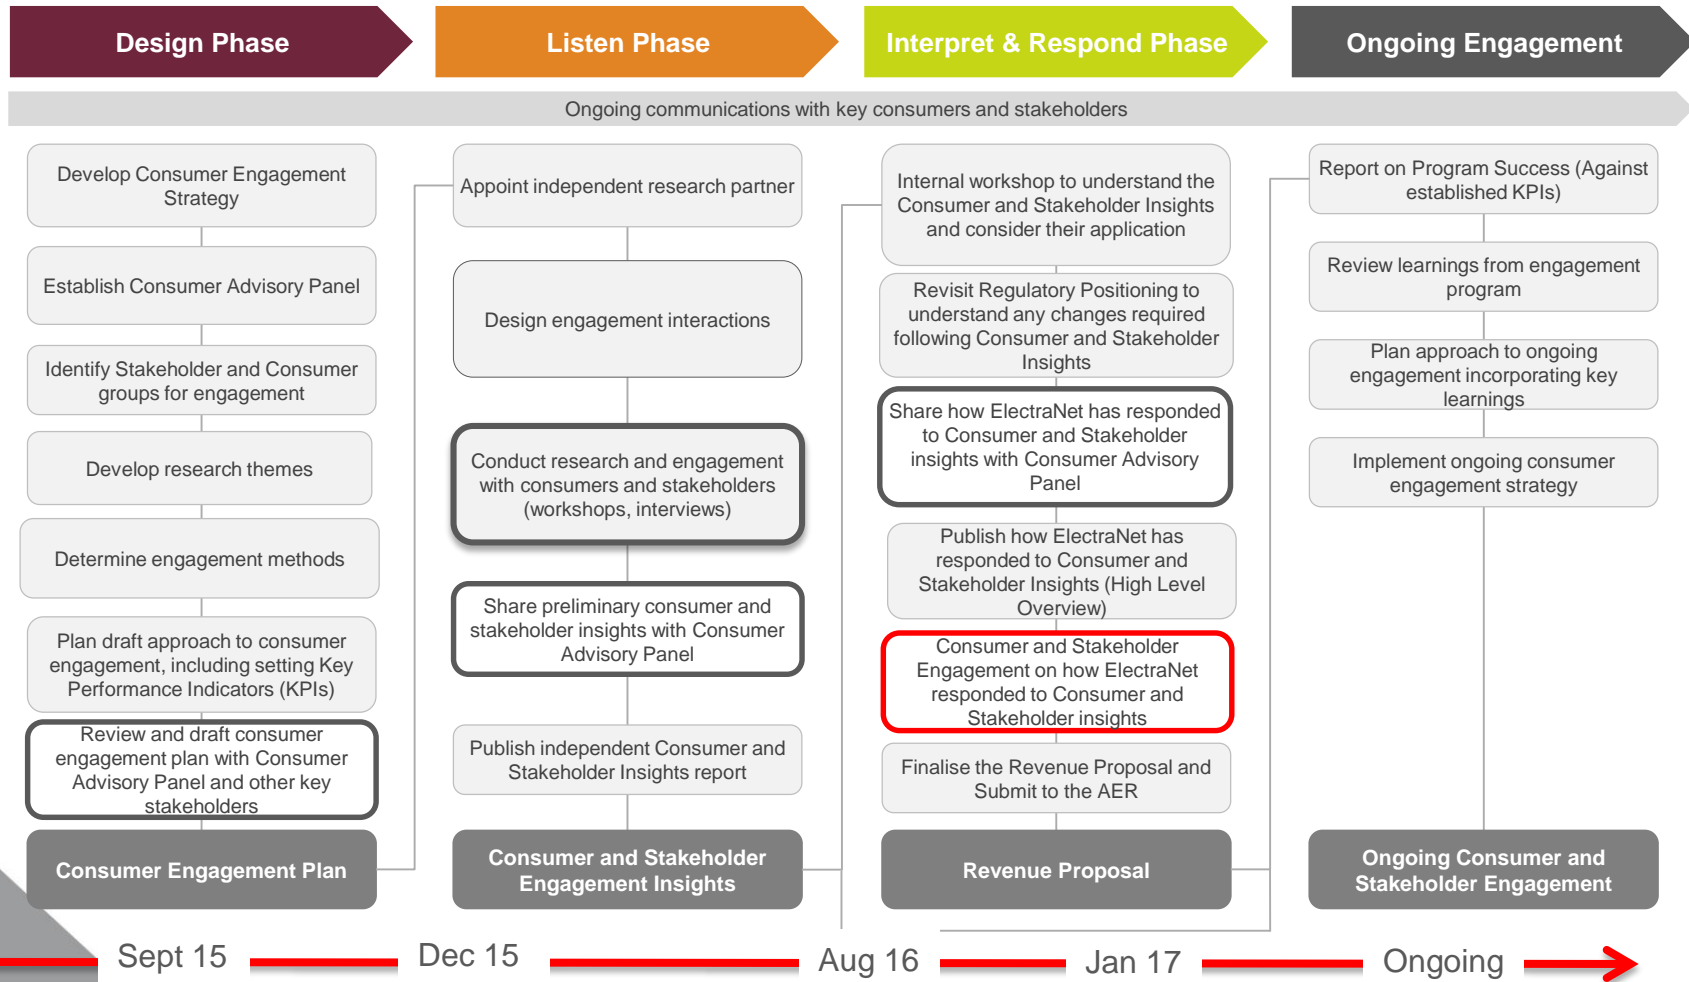 Design Phase
Listen Phase
Interpret & Respond Phase
Ongoing Engagement
Ongoing communications with key consumers and stakeholders
Develop Consumer Engagement
Strategy
Establish Consumer Advisory Panel
Identify Stakeholder and Consumer
groups for engagement
Develop research themes
Determine engagement methods
Plan draft approach to consumer
engagement, including setting Key
Performance Indicators (KPIs)
Review and draft consumer
engagement plan with Consumer
Advisory Panel and other key
stakeholders
Consumer Engagement Plan
Appoint independent research partner
Design engagement interactions
Conduct research and engagement
with consumers and stakeholders
(workshops, interviews)
Share preliminary consumer and
stakeholder insights with Consumer
Advisory Panel
Publish independent Consumer and
Stakeholder Insights report
Consumer and Stakeholder
Engagement Insights
Internal workshop to understand the
Consumer and Stakeholder Insights
and consider their application
Revisit Regulatory Positioning to
understand any changes required
following Consumer and Stakeholder
Insights
Share how ElectraNet has responded
to Consumer and Stakeholder
insights with Consumer Advisory
Panel
Publish how ElectraNet has
responded to Consumer and
Stakeholder Insights (High Level
Overview)
Consumer and Stakeholder
Engagement on how ElectraNet
responded to Consumer and
Stakeholder insights
Finalise the Revenue Proposal and
Submit to the AER
Revenue Proposal
Report on Program Success (Against
established KPIs)
Review learnings from engagement
program
Plan approach to ongoing
engagement incorporating key
learnings
Implement ongoing consumer
engagement strategy
Ongoing Consumer and
Stakeholder Engagement
Sept 15
Dec 15
Aug 16
Jan 17
Ongoing